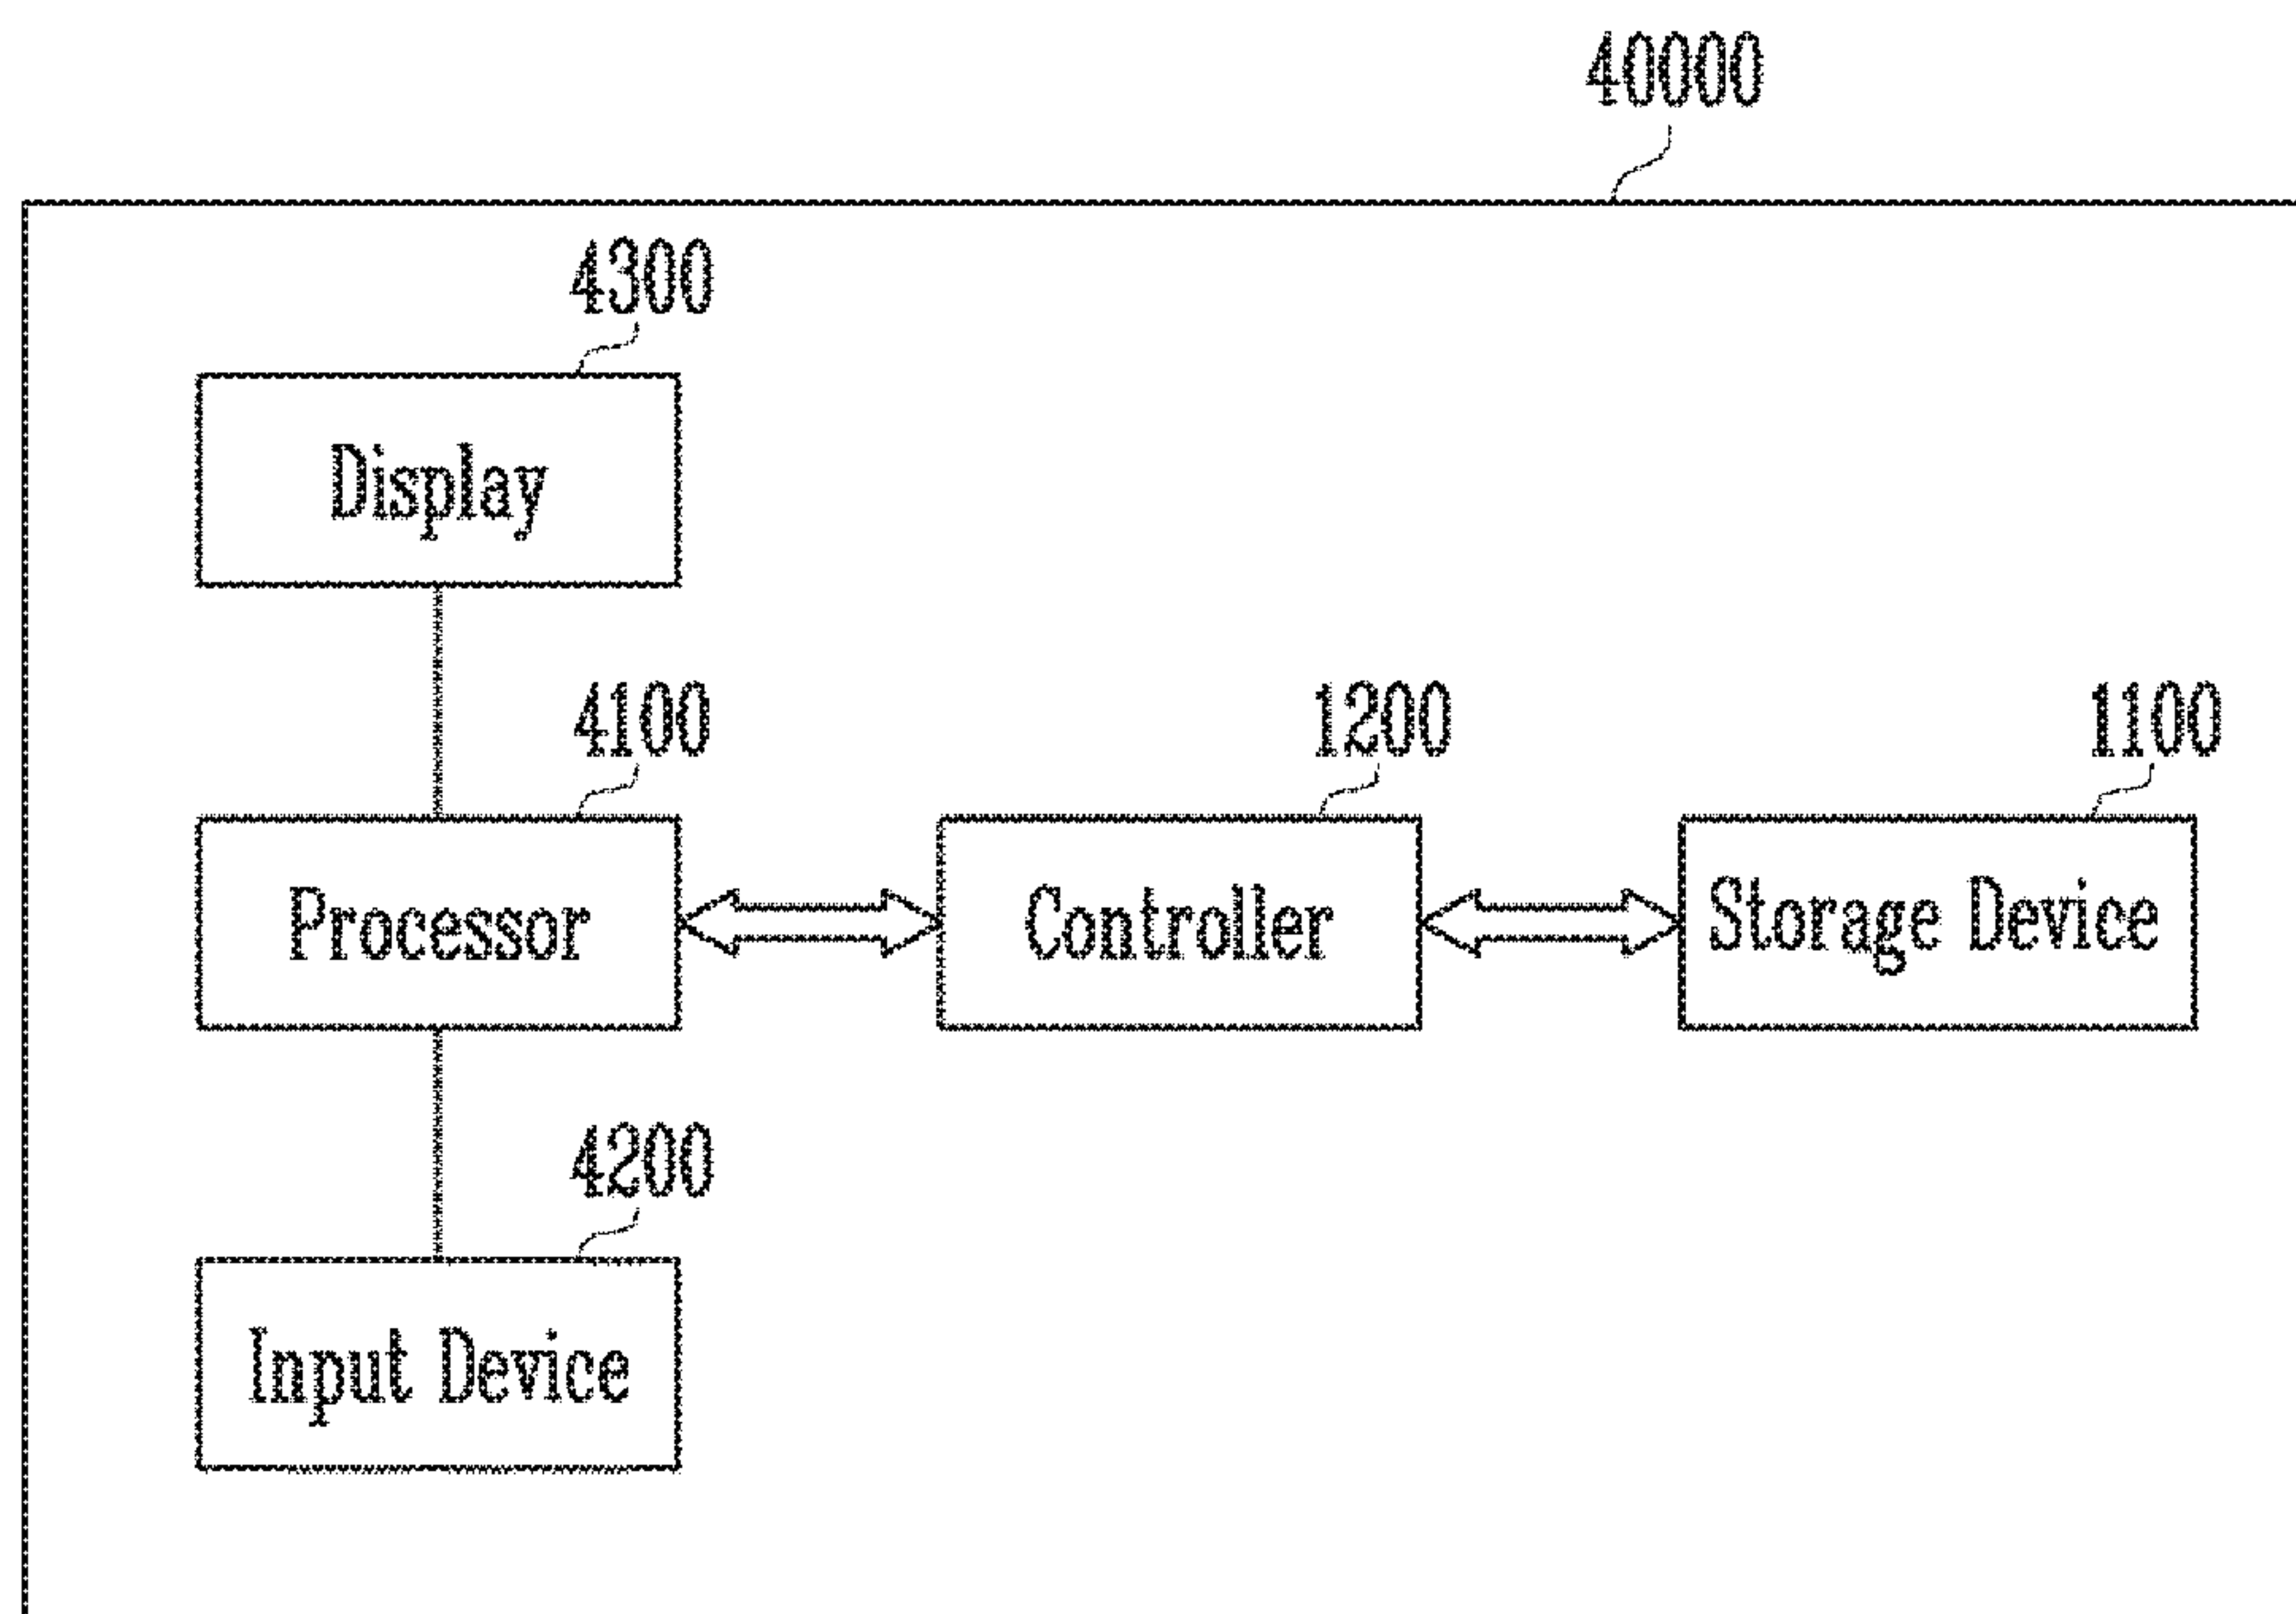 40000
4300
Display
4100
1200
1100
Processor
Controller
Storage Device
4200
Input Device